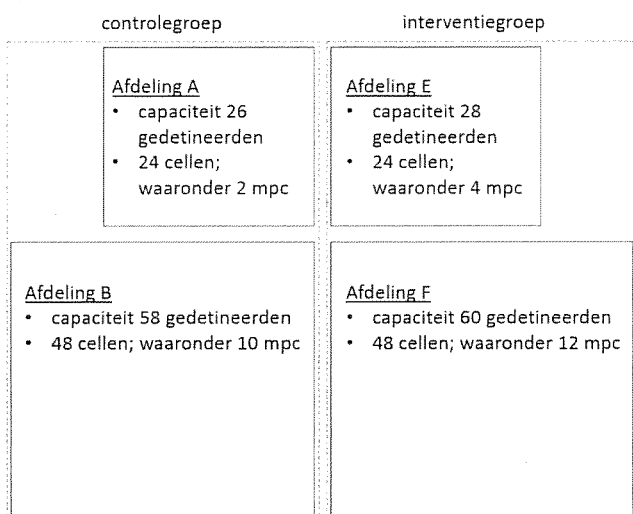 controlegroep
interventiegroep
Afdeling A
• capaciteit 26
gedetineerden
• 24 cellen;
waaronder 2 mpc
Afdeling E
• capaciteit 28
gedetineerden
• 24 cellen;
waaronder 4 mpc
Afdeling B
• capaciteit 58 gedetineerden
• 48 cellen; waaronder 10 mpc
Afdeling F
• capaciteit 60 gedetineerden
• 48 cellen; waaronder 12 mpc